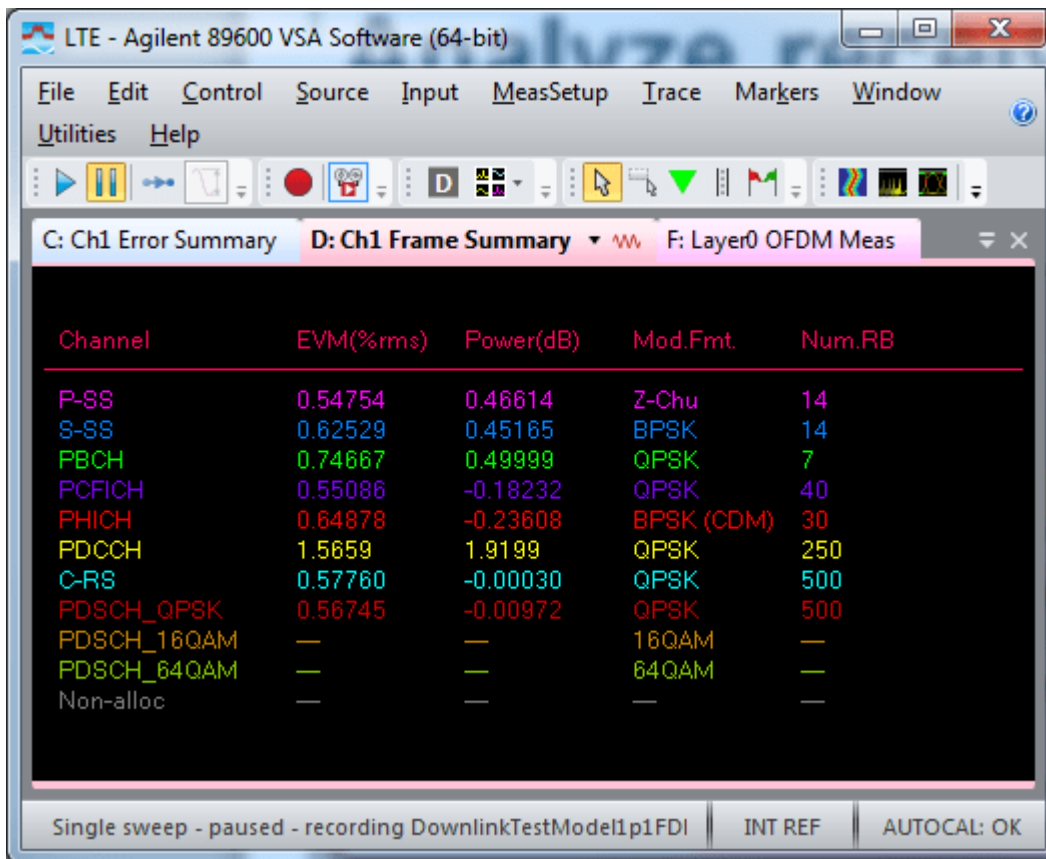 Analyze recei
LTE - Agilent 89600 VSA Software (64-bit)
File Edit Control Source Input MeasSetup Trace Markers Window
Utilities Help
D
C: Ch1 Error Summary D: Ch1 Frame Summary F: Layer0 OFDM Meas
Channel EVM(%rms) Power(dB) Mod.Fmt. Num.RB
P-SS 0.54754 0.46614 Z-Chu 14
S-SS 0.62529 0.45165 BPSK 14
PBCH 0.74667 0.49999 QPSK 7
PCFICH 0.55086 -0.18232 QPSK 40
PHICH 0.64878 -0.23608 BPSK (CDM) 30
PDCCH 1.5659 1.9199 QPSK 250
C-RS 0.57760 -0.00030 QPSK 500
PDSCH_QPSK 0.56745 -0.00972 QPSK 500
PDSCH_16QAM — — 16QAM —
PDSCH_64QAM — — 64QAM —
Non-alloc — — — —
Single sweep - paused - recording DownlinkTestModel1p1FDI INT REF AUTOCAL: OK